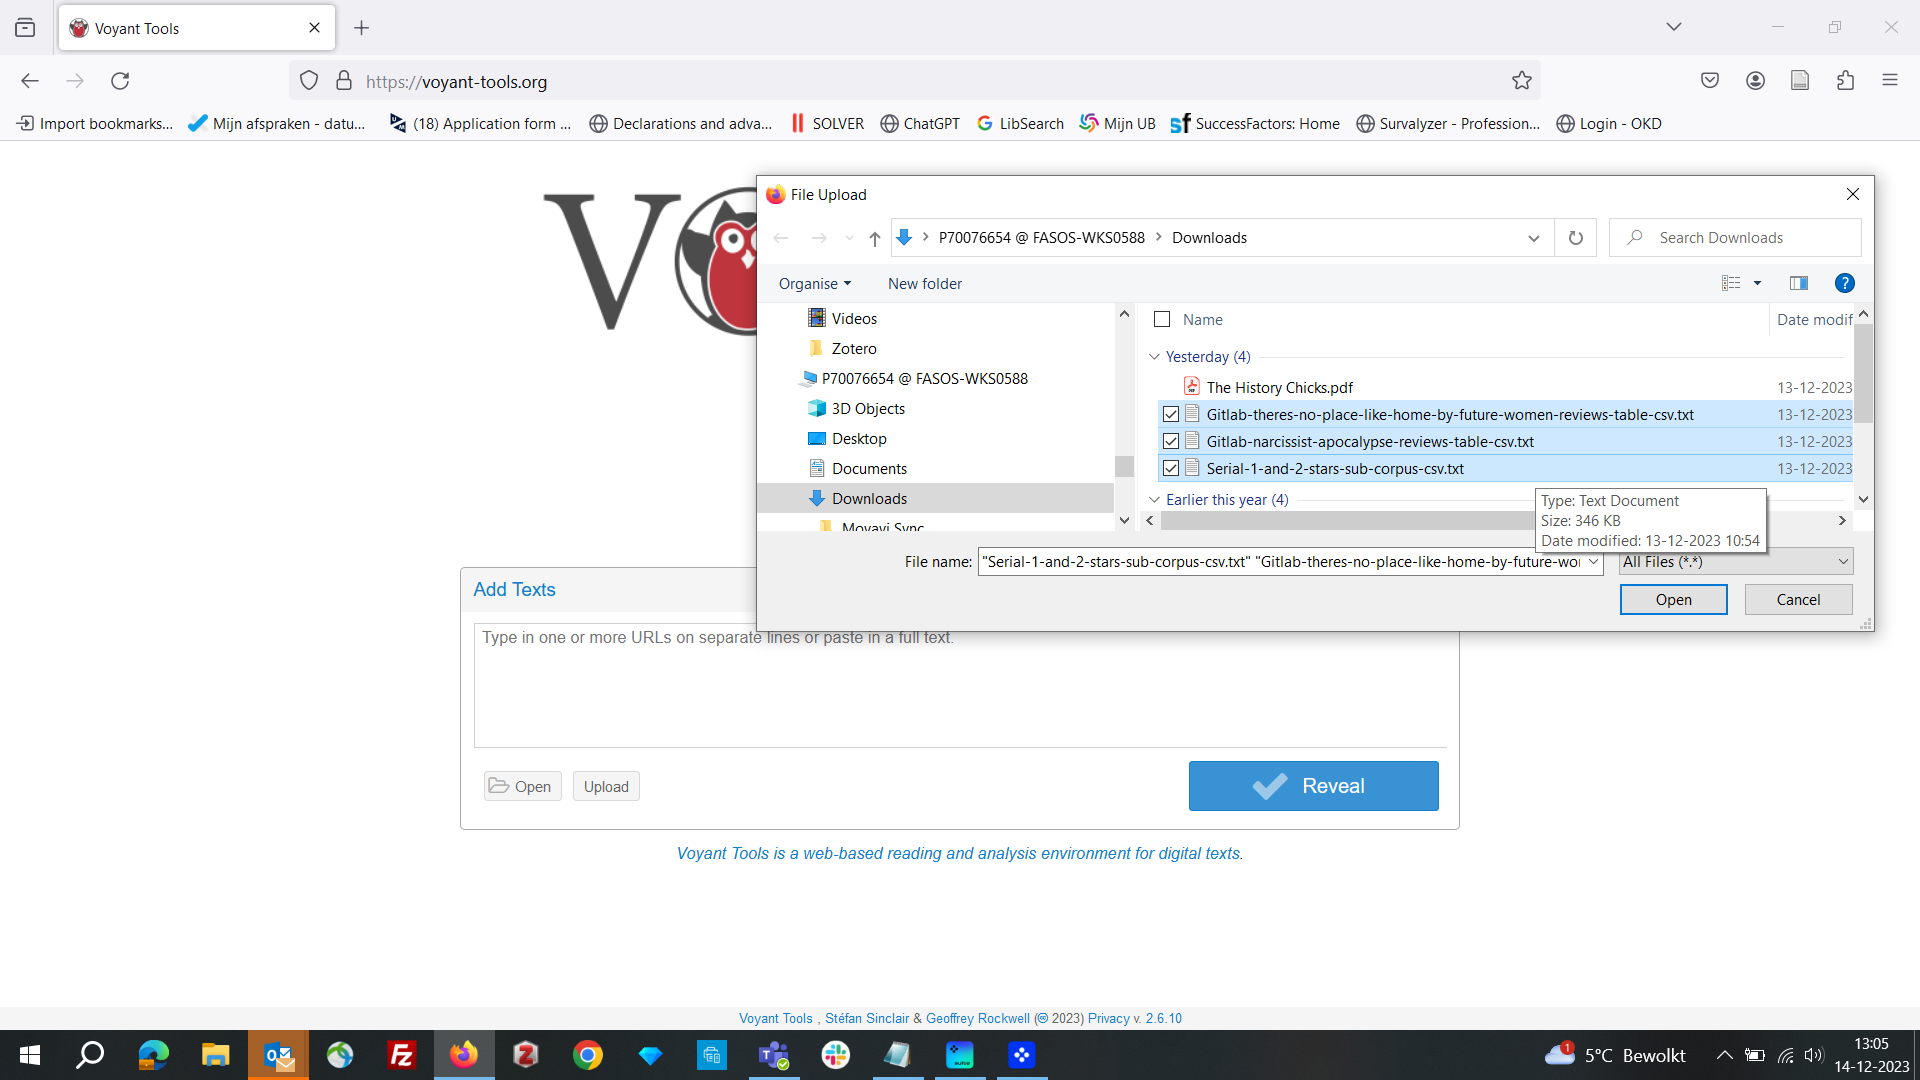 Voyant Tools
https://voyant-tools.org
Import bookmarks...
Mijn afspraken - datu...
(18) Application form ...
Declarations and adva...
SOLVER
ChatGPT
LibSearch
Mijn UB
SuccessFactors: Home
Survalyzer - Profession...
Login - OKD
VO
File Upload
P70076654 @ FASOS-WKS0588 > Downloads
Search Downloads
Organise
New folder
Videos
Zotero
P70076654 @ FASOS-WKS0588
3D Objects
Desktop
Documents
Downloads
Movavi Sync
Name
Date modif
Yesterday (4)
The History Chicks.pdf
13-12-2023
Gitlab-theres-no-place-like-home-by-future-women-reviews-table-csv.txt
13-12-2023
Gitlab-narcissist-apocalypse-reviews-table-csv.txt
13-12-2023
Serial-1-and-2-stars-sub-corpus-csv.txt
13-12-2023
Earlier this year (4)
Type: Text Document
Size: 346 KB
Date modified: 13-12-2023 10:54
File name:
"Serial-1-and-2-stars-sub-corpus-csv.txt" "Gitlab-theres-no-place-like-home-by-future-wo
All Files (*.*)
Open
Cancel
Add Texts
Type in one or more URLs on separate lines or paste in a full text.
Open
Upload
Reveal
Voyant Tools is a web-based reading and analysis environment for digital texts.
Voyant Tools , Stéfan Sinclair & Geoffrey Rockwell (🄯 2023) Privacy v. 2.6.10
5°C Bewolkt
13:05
14-12-2023